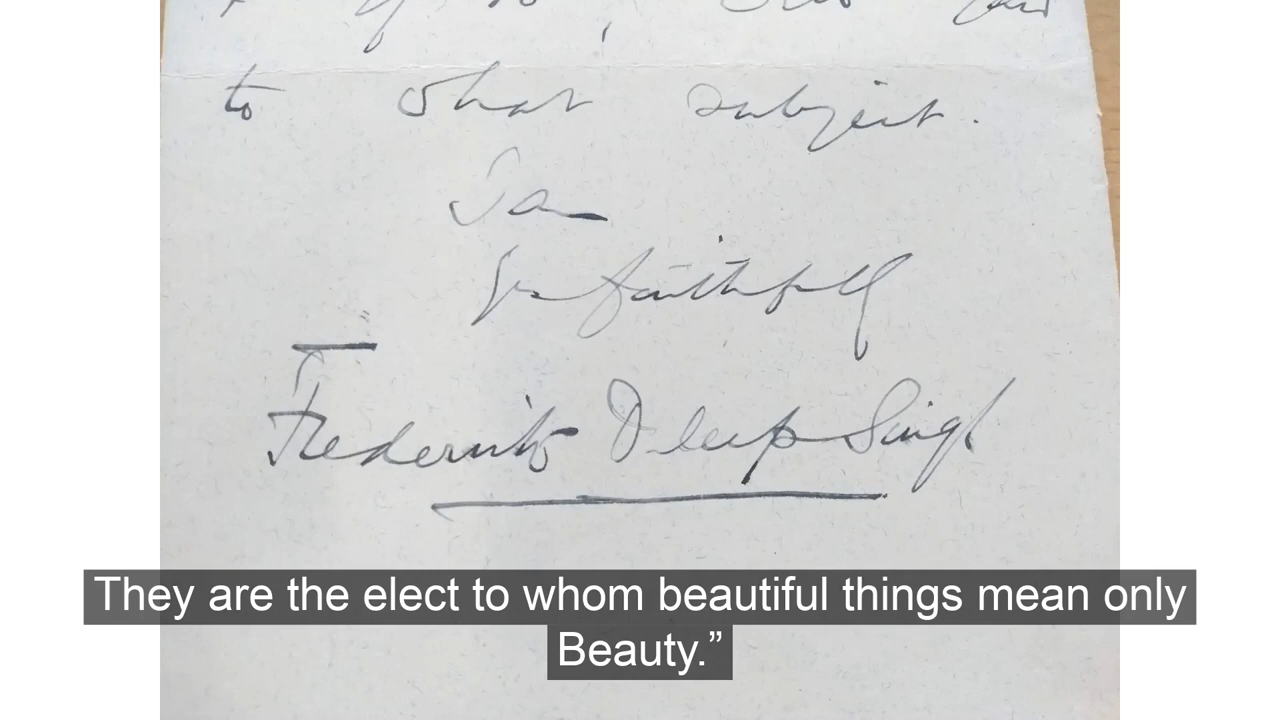 to what subject.
I am
Yrs faithfully
Frederick Duleep Singh
They are the elect to whom beautiful things mean only
Beauty.”